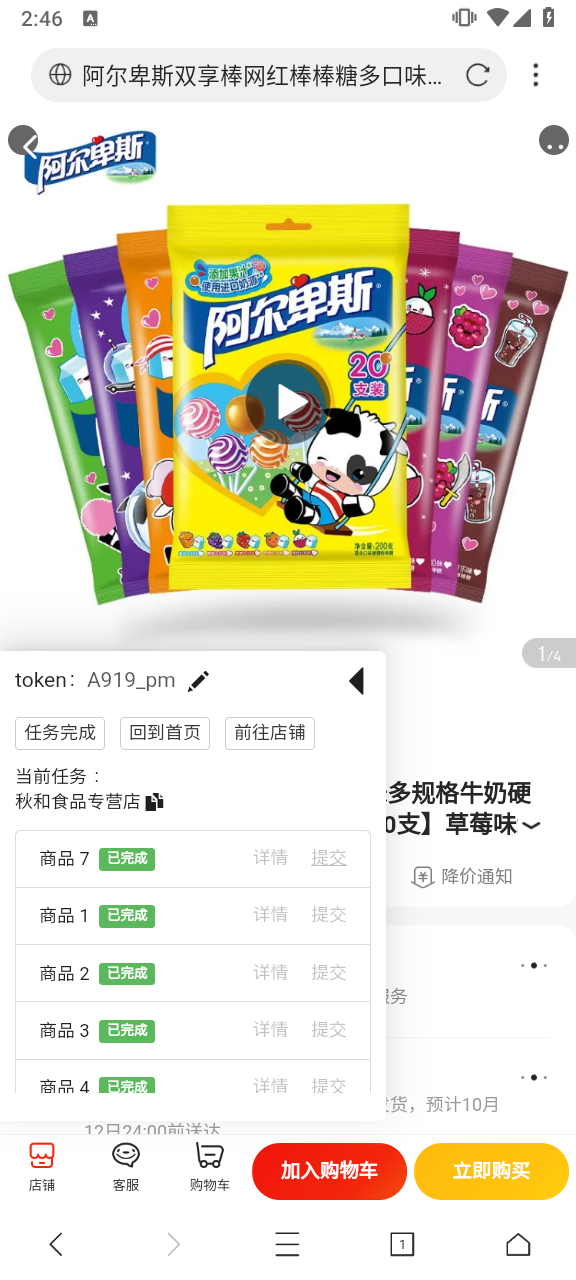 2:46
A
阿尔卑斯双享棒网红棒棒糖多口味...
阿尔卑斯
添加果汁
使用进口奶源
阿尔卑斯
20
支装
净含量:200克
1/4
token： A919_pm
任务完成 回到首页 前往店铺
当前任务：
秋和食品专营店
多规格牛奶硬
0支】草莓味
降价通知
商品 7 已完成 详情 提交
商品 1 已完成 详情 提交
商品 2 已完成 详情 提交
服务
商品 3 已完成 详情 提交
商品 4 已完成 详情 提交
发货，预计10月
12日24:00前送达
店铺 客服 购物车 加入购物车 立即购买
1